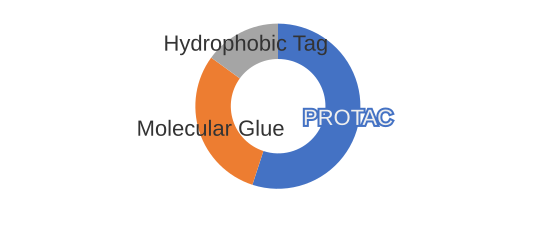 Hydrophobic Tag
PROTAC
Molecular Glue